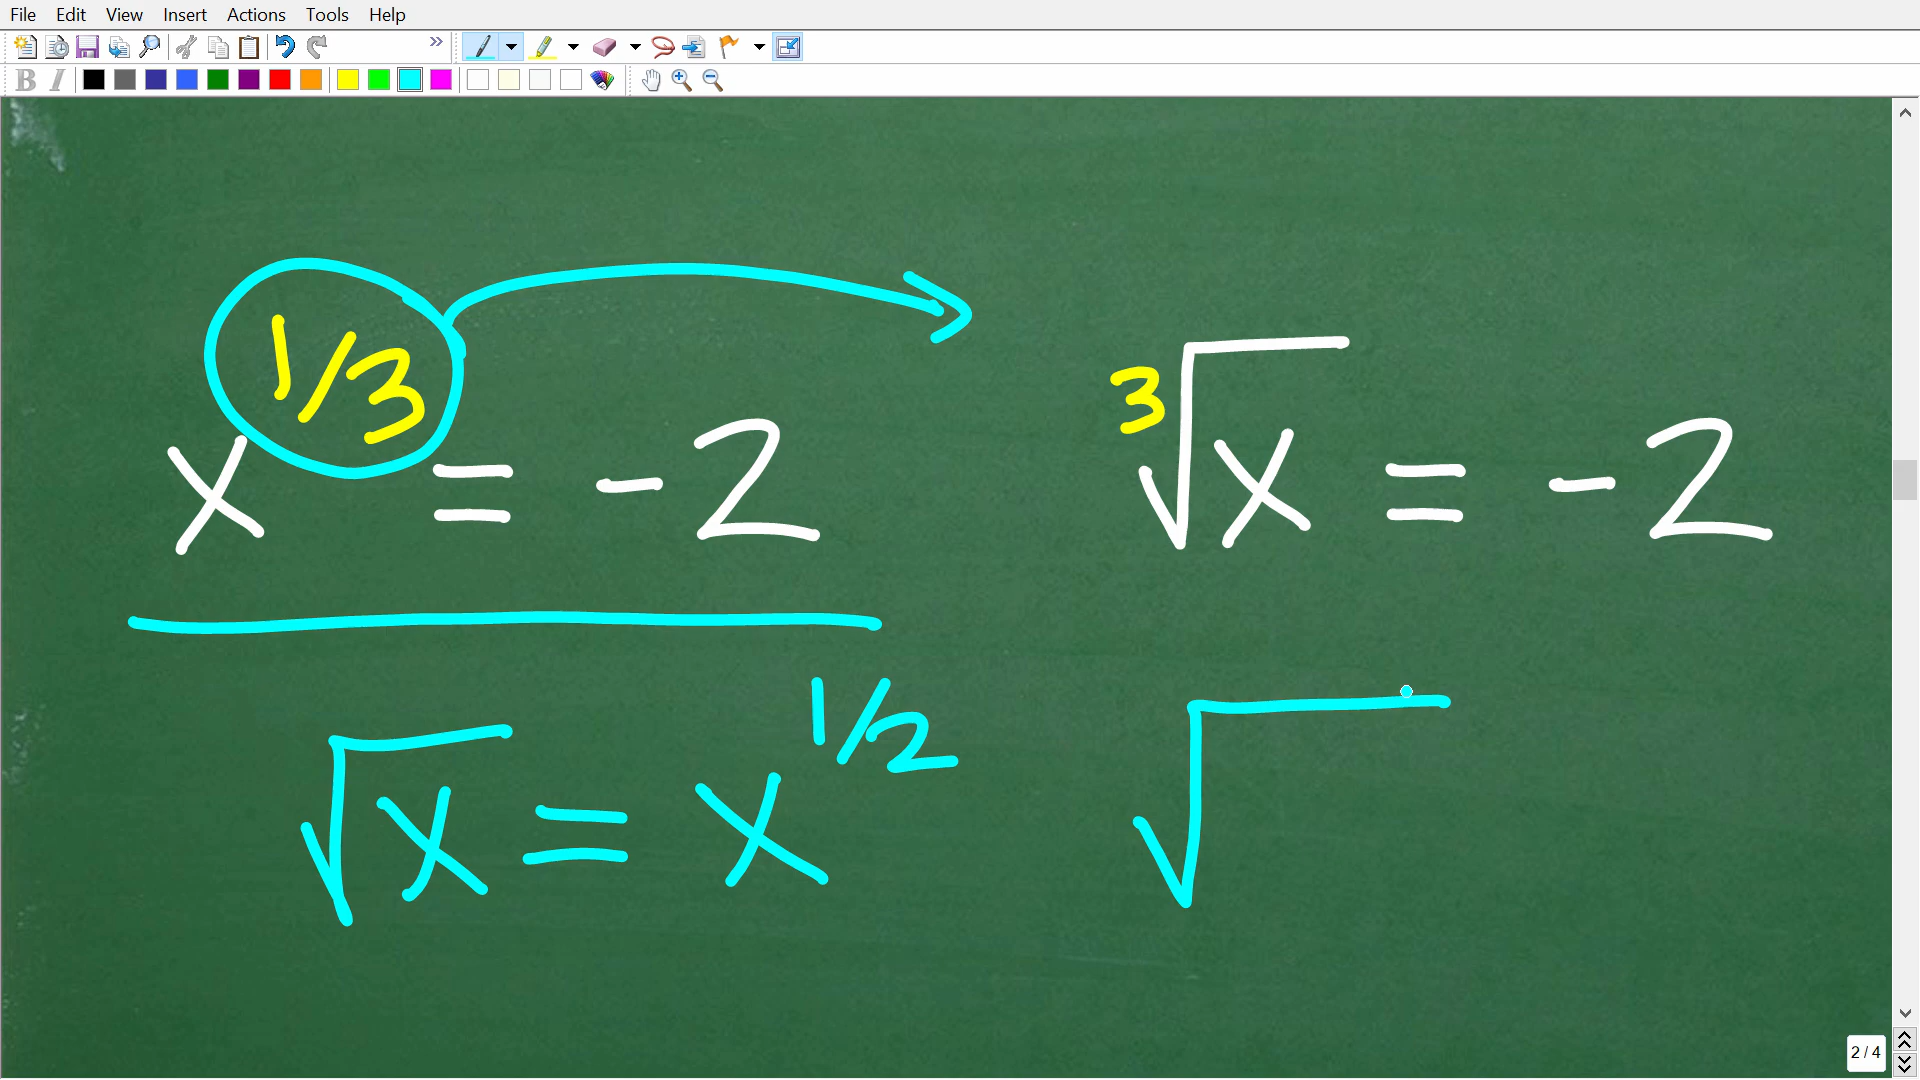 File Edit View Insert Actions Tools Help
B I
x^{1/3} = -2
∛x = -2
√x = x^{1/2}
√
2 / 4